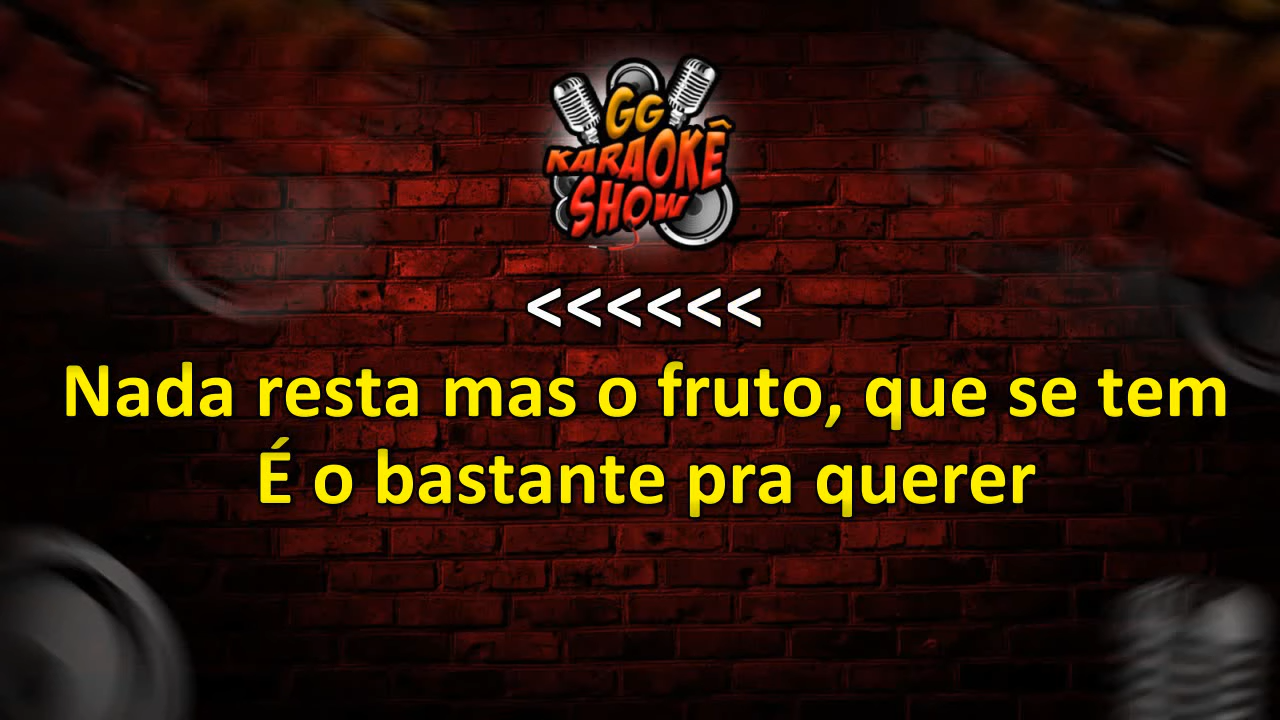 GG
KARAOKÊ
SHOW
<<<<<<
Nada resta mas o fruto, que se tem
É o bastante pra querer